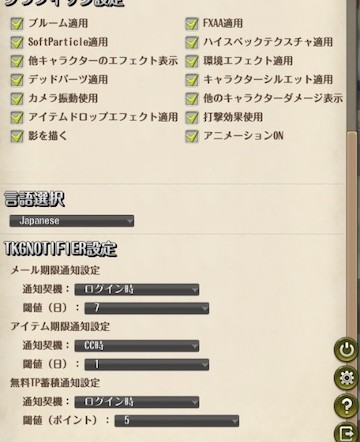 グラフィック設定
ブルーム適用 FXAA適用
SoftParticle適用 ハイスペックテクスチャ適用
他キャラクターのエフェクト表示 環境エフェクト適用
デッドパーツ適用 キャラクターシルエット適用
カメラ振動使用 他のキャラクターダメージ表示
アイテムドロップエフェクト適用 打撃効果使用
影を描く アニメーションON
言語選択
Japanese
TKGNOTIFIER設定
メール期限通知設定
通知契機： ログイン時
閾値（日）： 7
アイテム期限通知設定
通知契機： CC時
閾値（日）： 1
無料TP蓄積通知設定
通知契機： ログイン時
閾値（ポイント）： 5